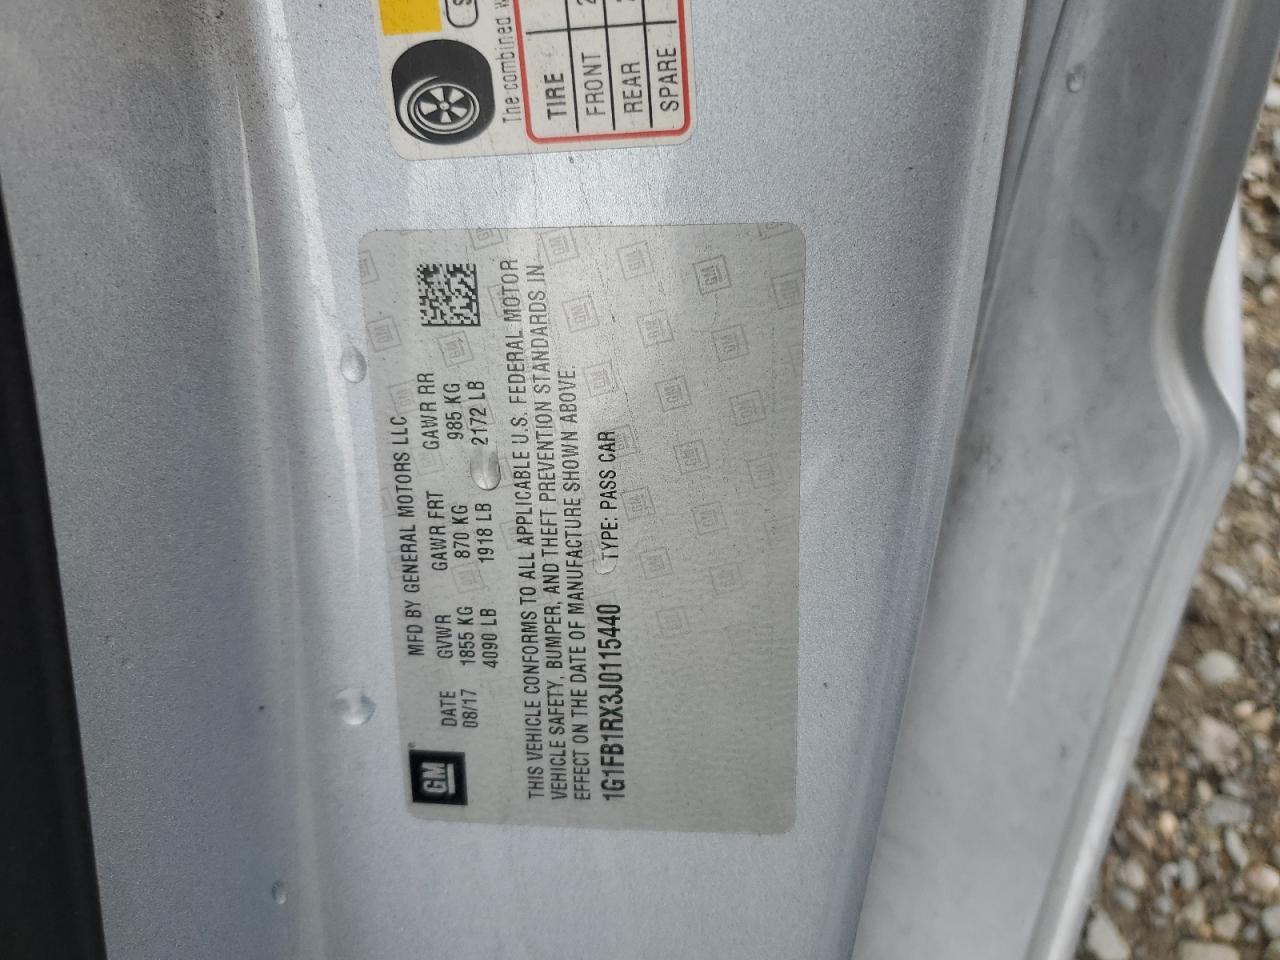 The combined
TIRE
FRONT 2
REAR
SPARE
MFD BY GENERAL MOTORS LLC
DATE GVWR GAWR FRT GAWR RR
08/17 1855 KG 870 KG 985 KG
4090 LB 1918 LB 2172 LB
GM
THIS VEHICLE CONFORMS TO ALL APPLICABLE U.S. FEDERAL MOTOR
VEHICLE SAFETY, BUMPER, AND THEFT PREVENTION STANDARDS IN
EFFECT ON THE DATE OF MANUFACTURE SHOWN ABOVE.
1G1FB1RX3J0115440 TYPE: PASS CAR